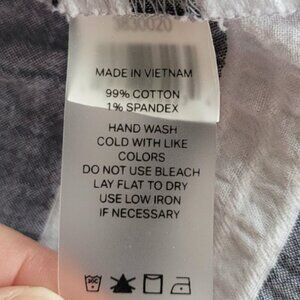 3830020
MADE IN VIETNAM
99% COTTON
1% SPANDEX
HAND WASH
COLD WITH LIKE
COLORS
DO NOT USE BLEACH
LAY FLAT TO DRY
USE LOW IRON
IF NECESSARY